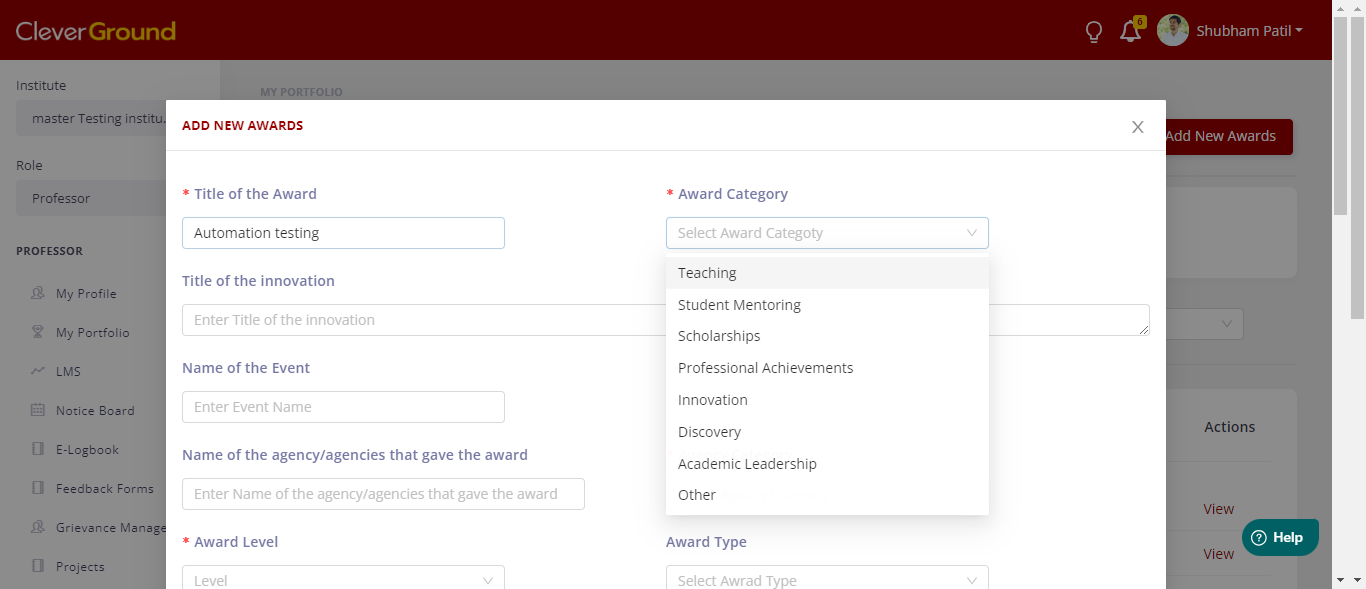 CleverGround
6
Shubham Patil
Institute
master Testing institu..
Role
Professor
PROFESSOR
My Profile
My Portfolio
LMS
Notice Board
E-Logbook
Feedback Forms
Grievance Manage
Projects
MY PORTFOLIO
Add New Awards
ADD NEW AWARDS
* Title of the Award
Automation testing
* Award Category
Select Award Categoty
Teaching
Student Mentoring
Scholarships
Professional Achievements
Innovation
Discovery
Academic Leadership
Other
Title of the innovation
Enter Title of the innovation
Name of the Event
Enter Event Name
Name of the agency/agencies that gave the award
Enter Name of the agency/agencies that gave the award
* Award Level
Level
Award Type
Select Awrad Type
Actions
View
View
Help